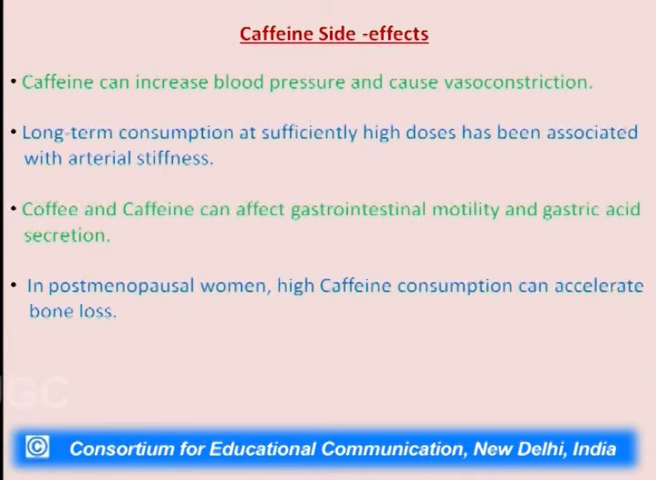 Caffeine Side -effects
• Caffeine can increase blood pressure and cause vasoconstriction.
• Long-term consumption at sufficiently high doses has been associated
with arterial stiffness.
• Coffee and Caffeine can affect gastrointestinal motility and gastric acid
secretion.
• In postmenopausal women, high Caffeine consumption can accelerate
bone loss.
UGC
© Consortium for Educational Communication, New Delhi, India